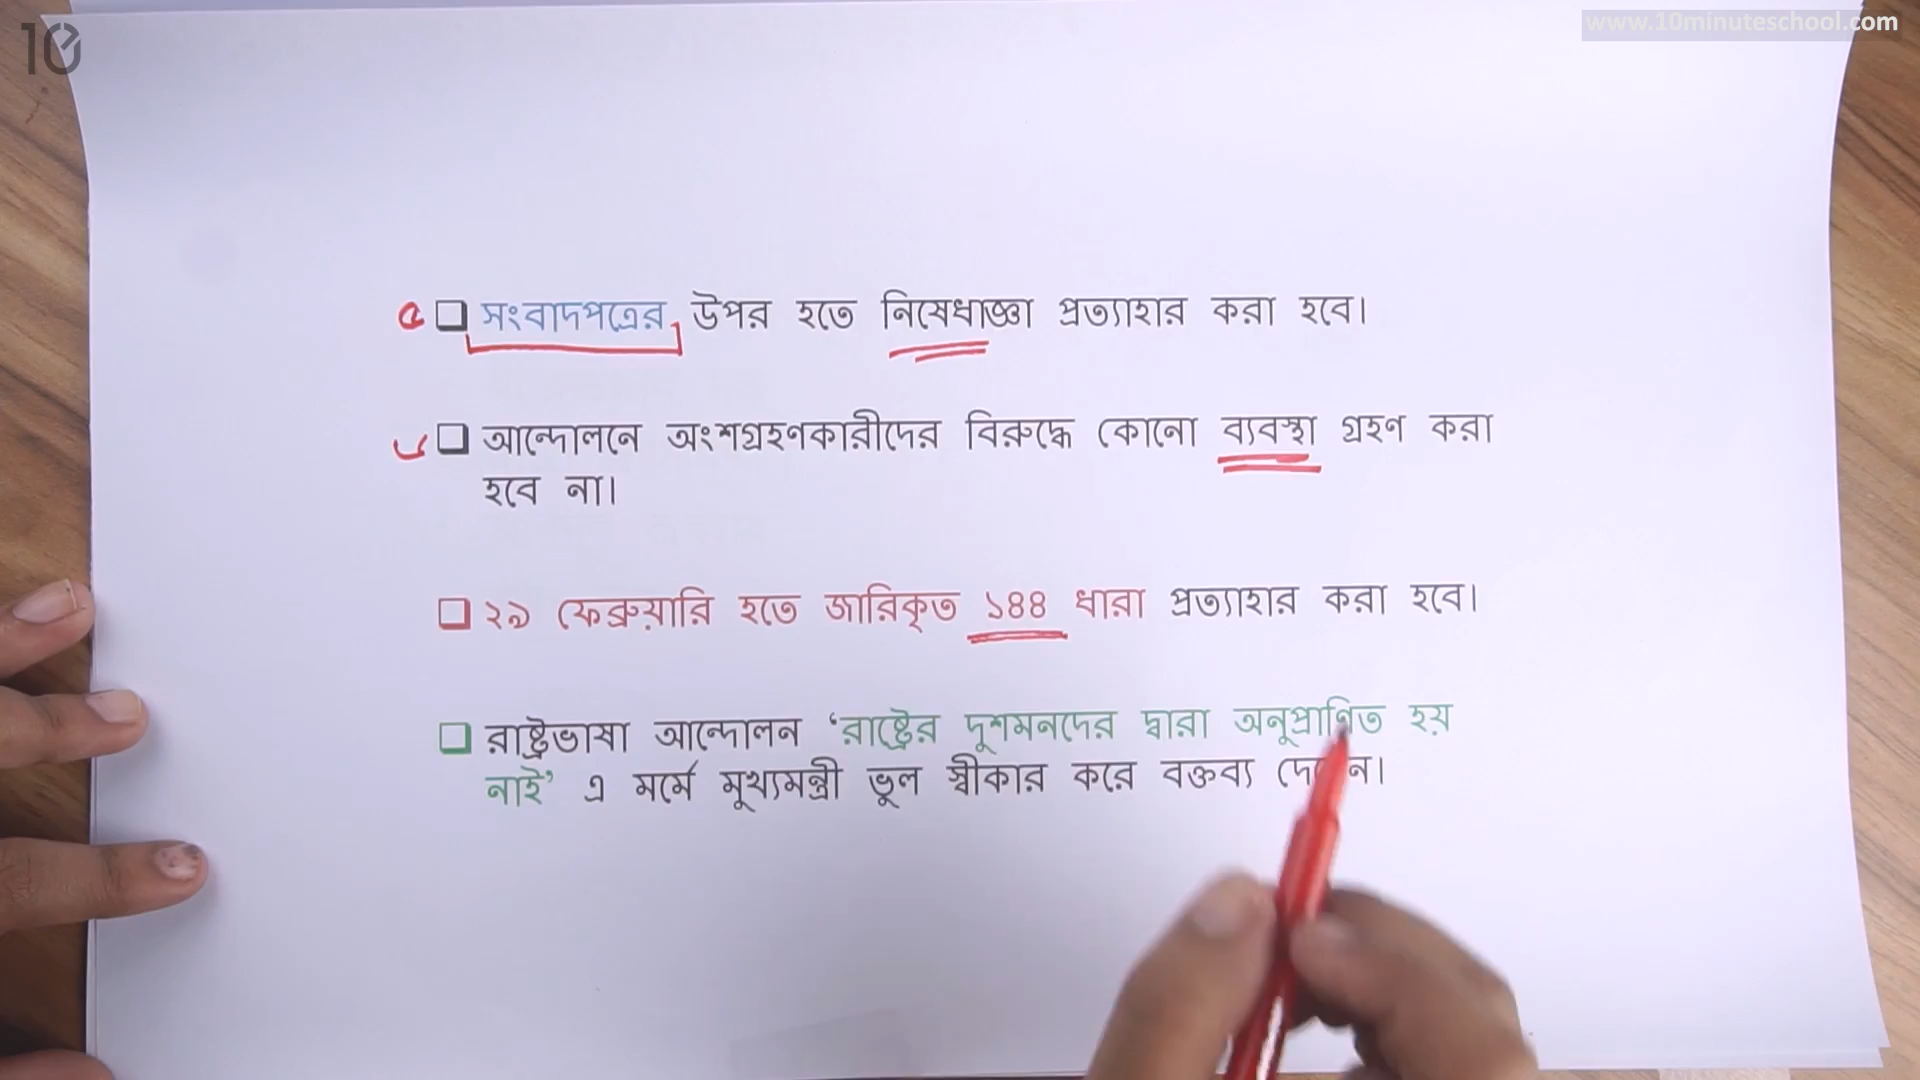 10
www.10minuteschool.com
৫ সংবাদপত্রের উপর হতে নিষেধাজ্ঞা প্রত্যাহার করা হবে।
৬ আন্দোলনে অংশগ্রহণকারীদের বিরুদ্ধে কোনো ব্যবস্থা গ্রহণ করা
হবে না।
২৯ ফেব্রুয়ারি হতে জারিকৃত ১৪৪ ধারা প্রত্যাহার করা হবে।
রাষ্ট্রভাষা আন্দোলন ‘রাষ্ট্রের দুশমনদের দ্বারা অনুপ্রাণিত হয়
নাই’ এ মর্মে মুখ্যমন্ত্রী ভুল স্বীকার করে বক্তব্য